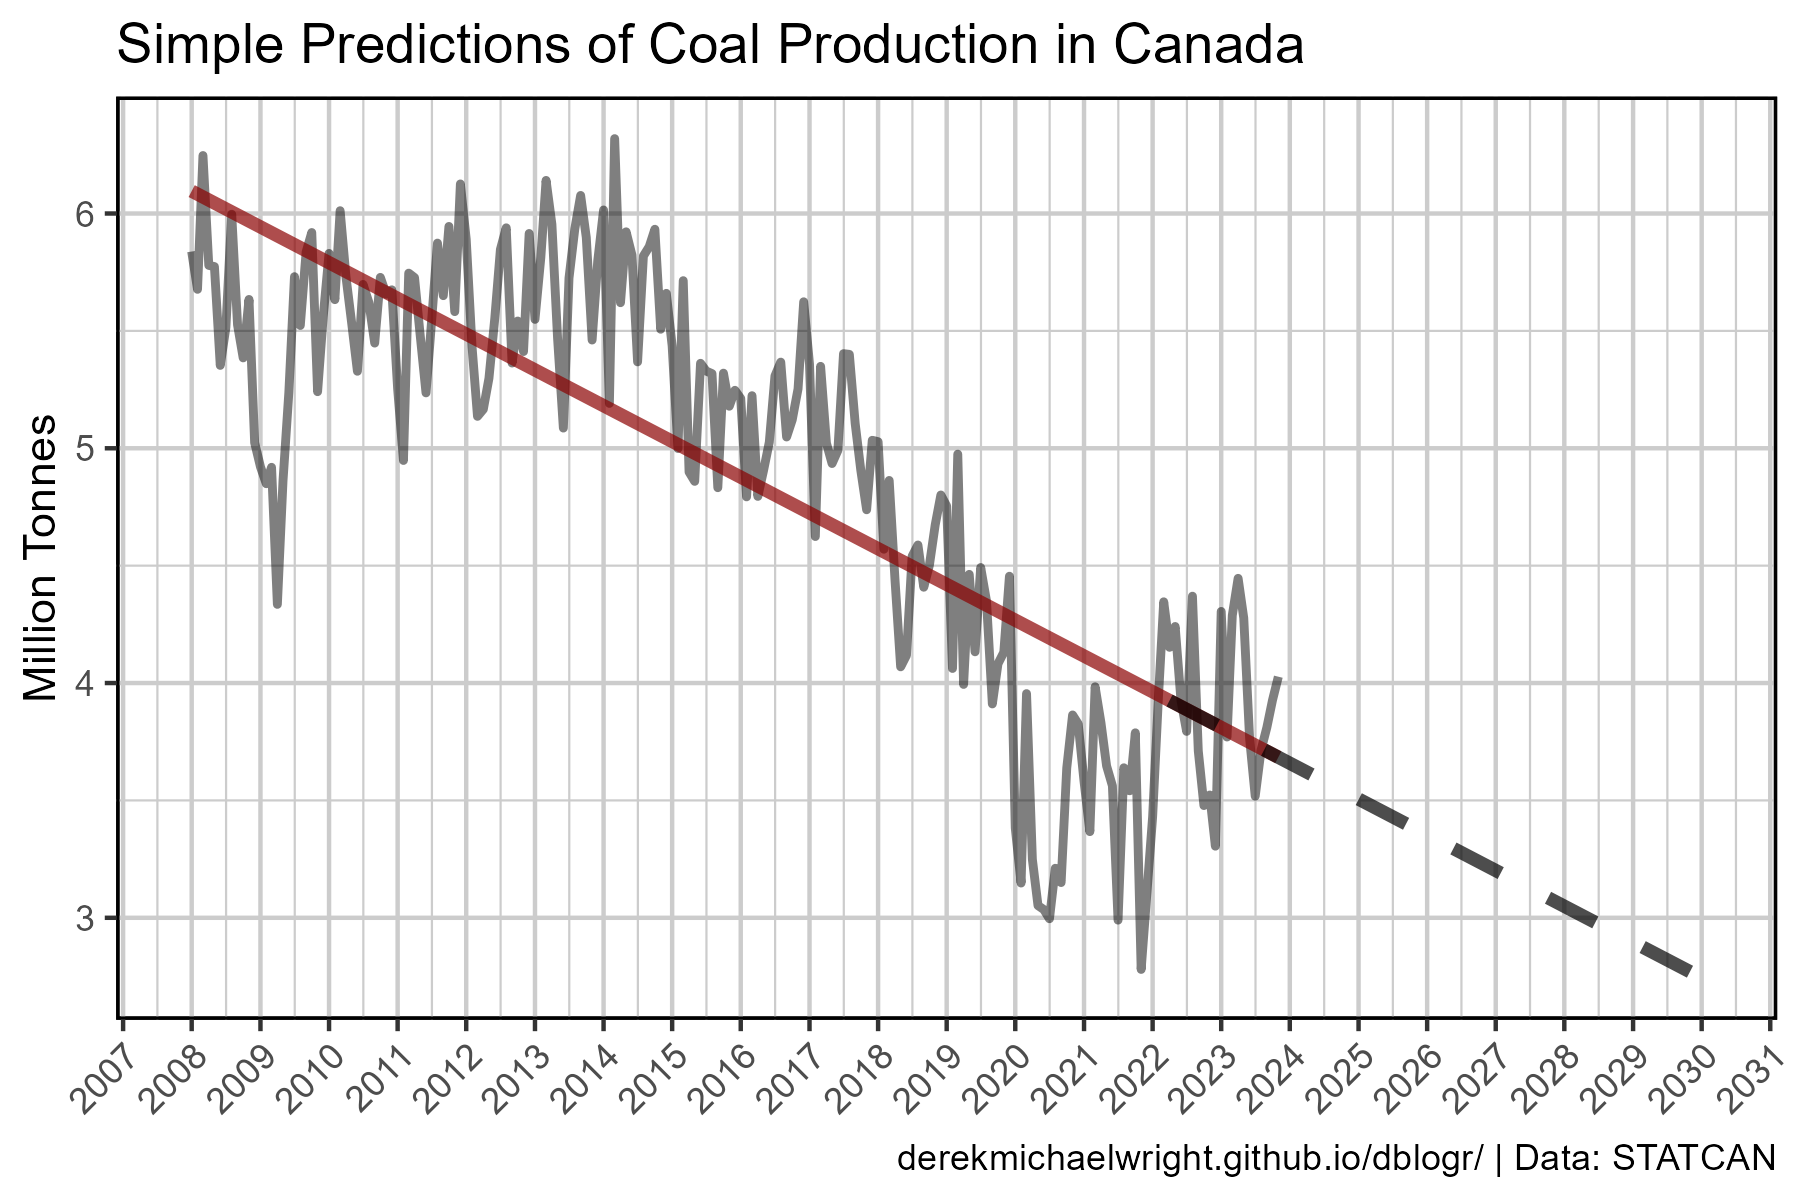 Simple Predictions of Coal Production in Canada
Million Tonnes
6
5
4
3
2007 2008 2009 2010 2011 2012 2013 2014 2015 2016 2017 2018 2019 2020 2021 2022 2023 2024 2025 2026 2027 2028 2029 2030 2031
derekmichaelwright.github.io/dblogr/ | Data: STATCAN